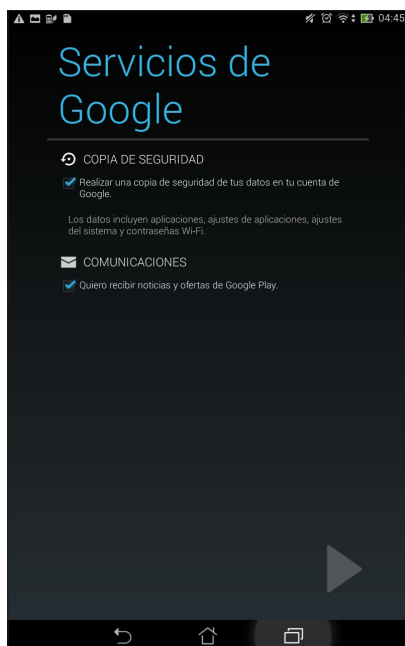 04:45
Servicios de
Google
COPIA DE SEGURIDAD
Realizar una copia de seguridad de tus datos en tu cuenta de
Google.
Los datos incluyen aplicaciones, ajustes de aplicaciones, ajustes
del sistema y contraseñas Wi-Fi.
COMUNICACIONES
Quiero recibir noticias y ofertas de Google Play.